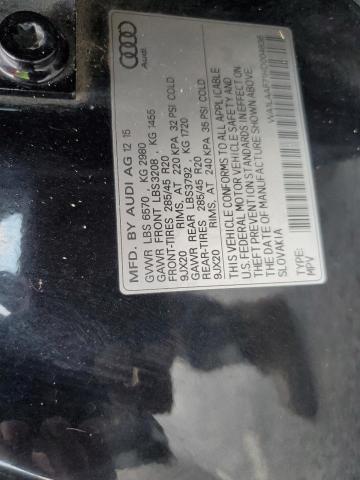 Audi
MFD. BY AUDI AG 12 15
GVWR LBS 6570 KG 2980
GAWR FRONT LBS3208 , KG 1455
FRONT-TIRES 285/45 R20
9JX20 RIMS, AT 220 KPA 32 PSI COLD
GAWR REAR LBS3792 KG 1720
REAR-TIRES 285/45 R20
9JX20 RIMS, AT 240 KPA 35 PSI COLD
THIS VEHICLE CONFORMS TO ALL APPLICABLE
U.S. FEDERAL MOTOR VEHICLE SAFETY AND
THEFT PREVENTION STANDARDS IN EFFECT ON
THE DATE OF MANUFACTURE
SLOVAKIA
TYPE:
MPV